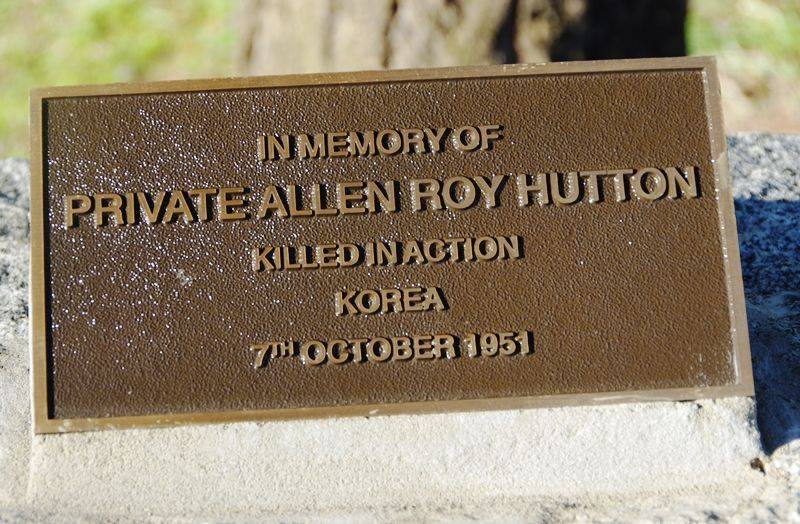 IN MEMORY OF
PRIVATE ALLEN ROY HUTTON
KILLED IN ACTION
KOREA
7TH OCTOBER 1951